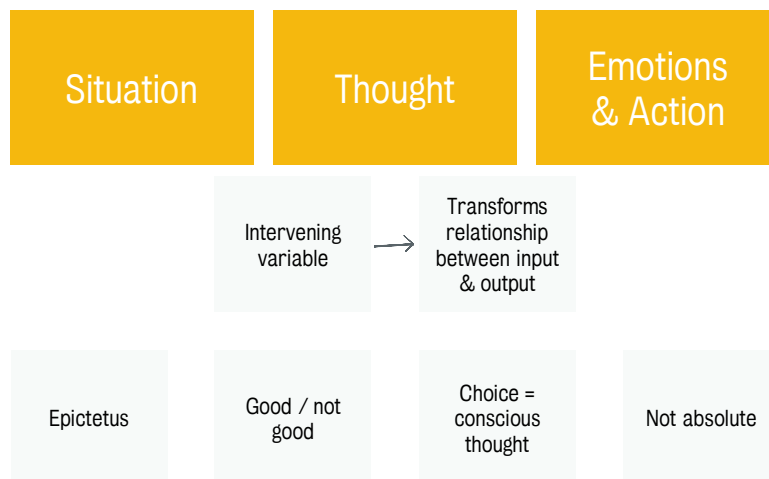 Situation
Thought
Emotions
& Action
Intervening
variable
Transforms
relationship
between input
& output
Epictetus
Good / not
good
Choice =
conscious
thought
Not absolute